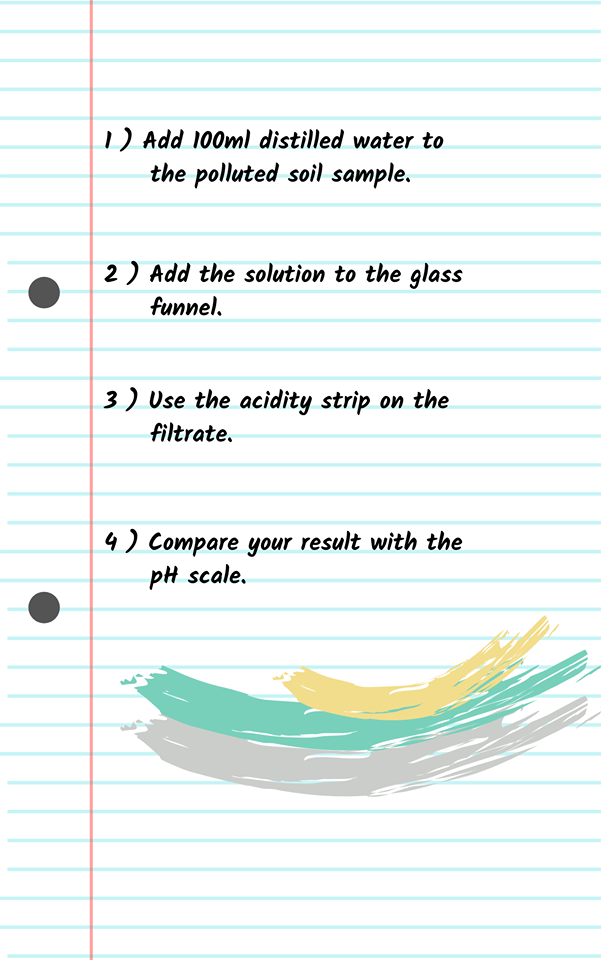 1 ) Add 100ml distilled water to
the polluted soil sample.
2 ) Add the solution to the glass
funnel.
3 ) Use the acidity strip on the
filtrate.
4 ) Compare your result with the
pH scale.